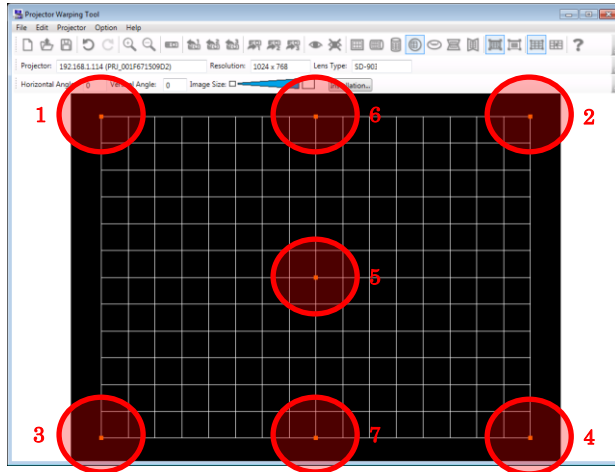 Projector Warping Tool
File Edit Projector Option Help
Projector: 192.168.1.114 (PRJ_001F671509D2) Resolution: 1024 x 768 Lens Type: SD-903
Horizontal Angle: 0 Vertical Angle: 0 Image Size: Installation...
1 6 2
5
3 7 4